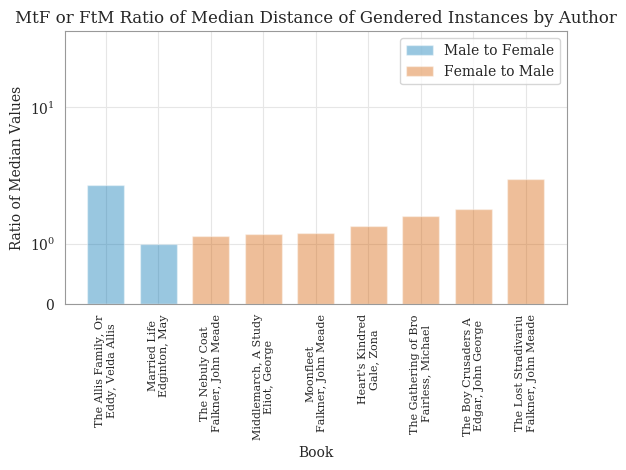 MtF or FtM Ratio of Median Distance of Gendered Instances by Author
Male to Female
Female to Male
Ratio of Median Values
10¹
10⁰
0
The Allis Family, Or
Eddy, Velda Allis
Married Life
Edginton, May
The Nebuly Coat
Falkner, John Meade
Middlemarch, A Study
Eliot, George
Moonfleet
Falkner, John Meade
Heart's Kindred
Gale, Zona
The Gathering of Bro
Fairless, Michael
The Boy Crusaders A
Edgar, John George
The Lost Stradivariu
Falkner, John Meade
Book